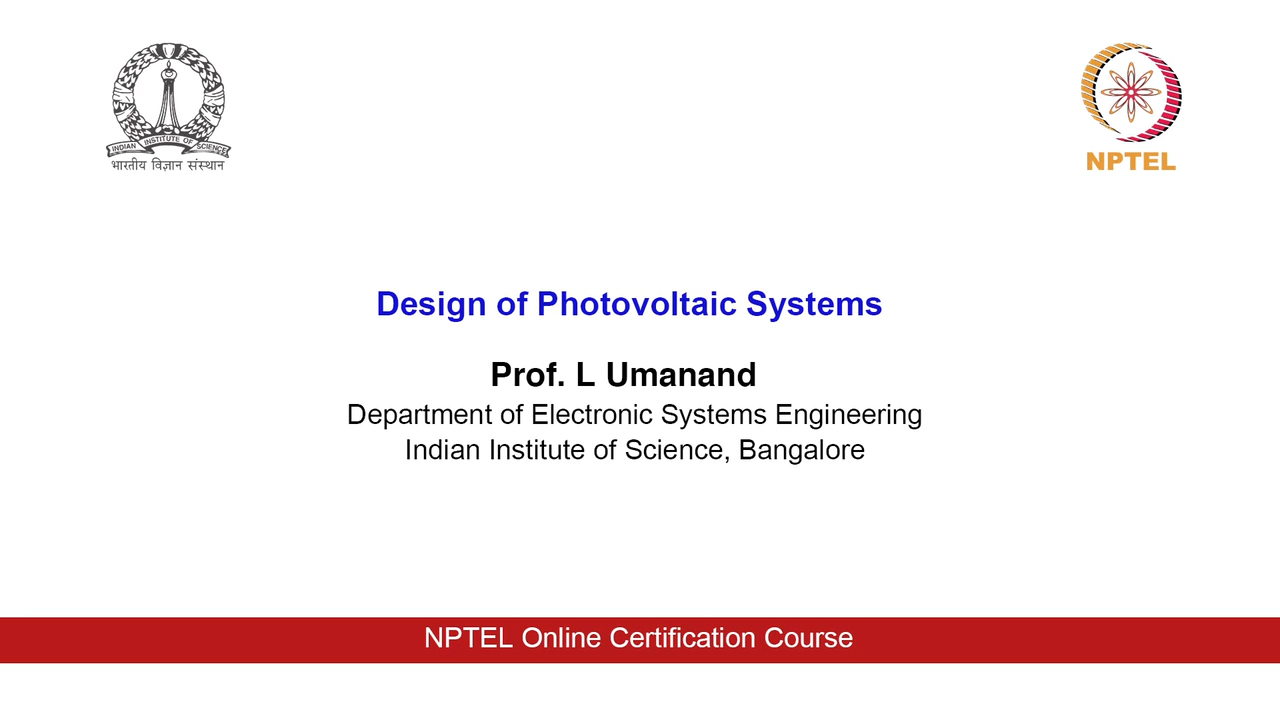 INDIAN INSTITUTE OF SCIENCE
भारतीय विज्ञान संस्थान
NPTEL
Design of Photovoltaic Systems
Prof. L Umanand
Department of Electronic Systems Engineering
Indian Institute of Science, Bangalore
NPTEL Online Certification Course